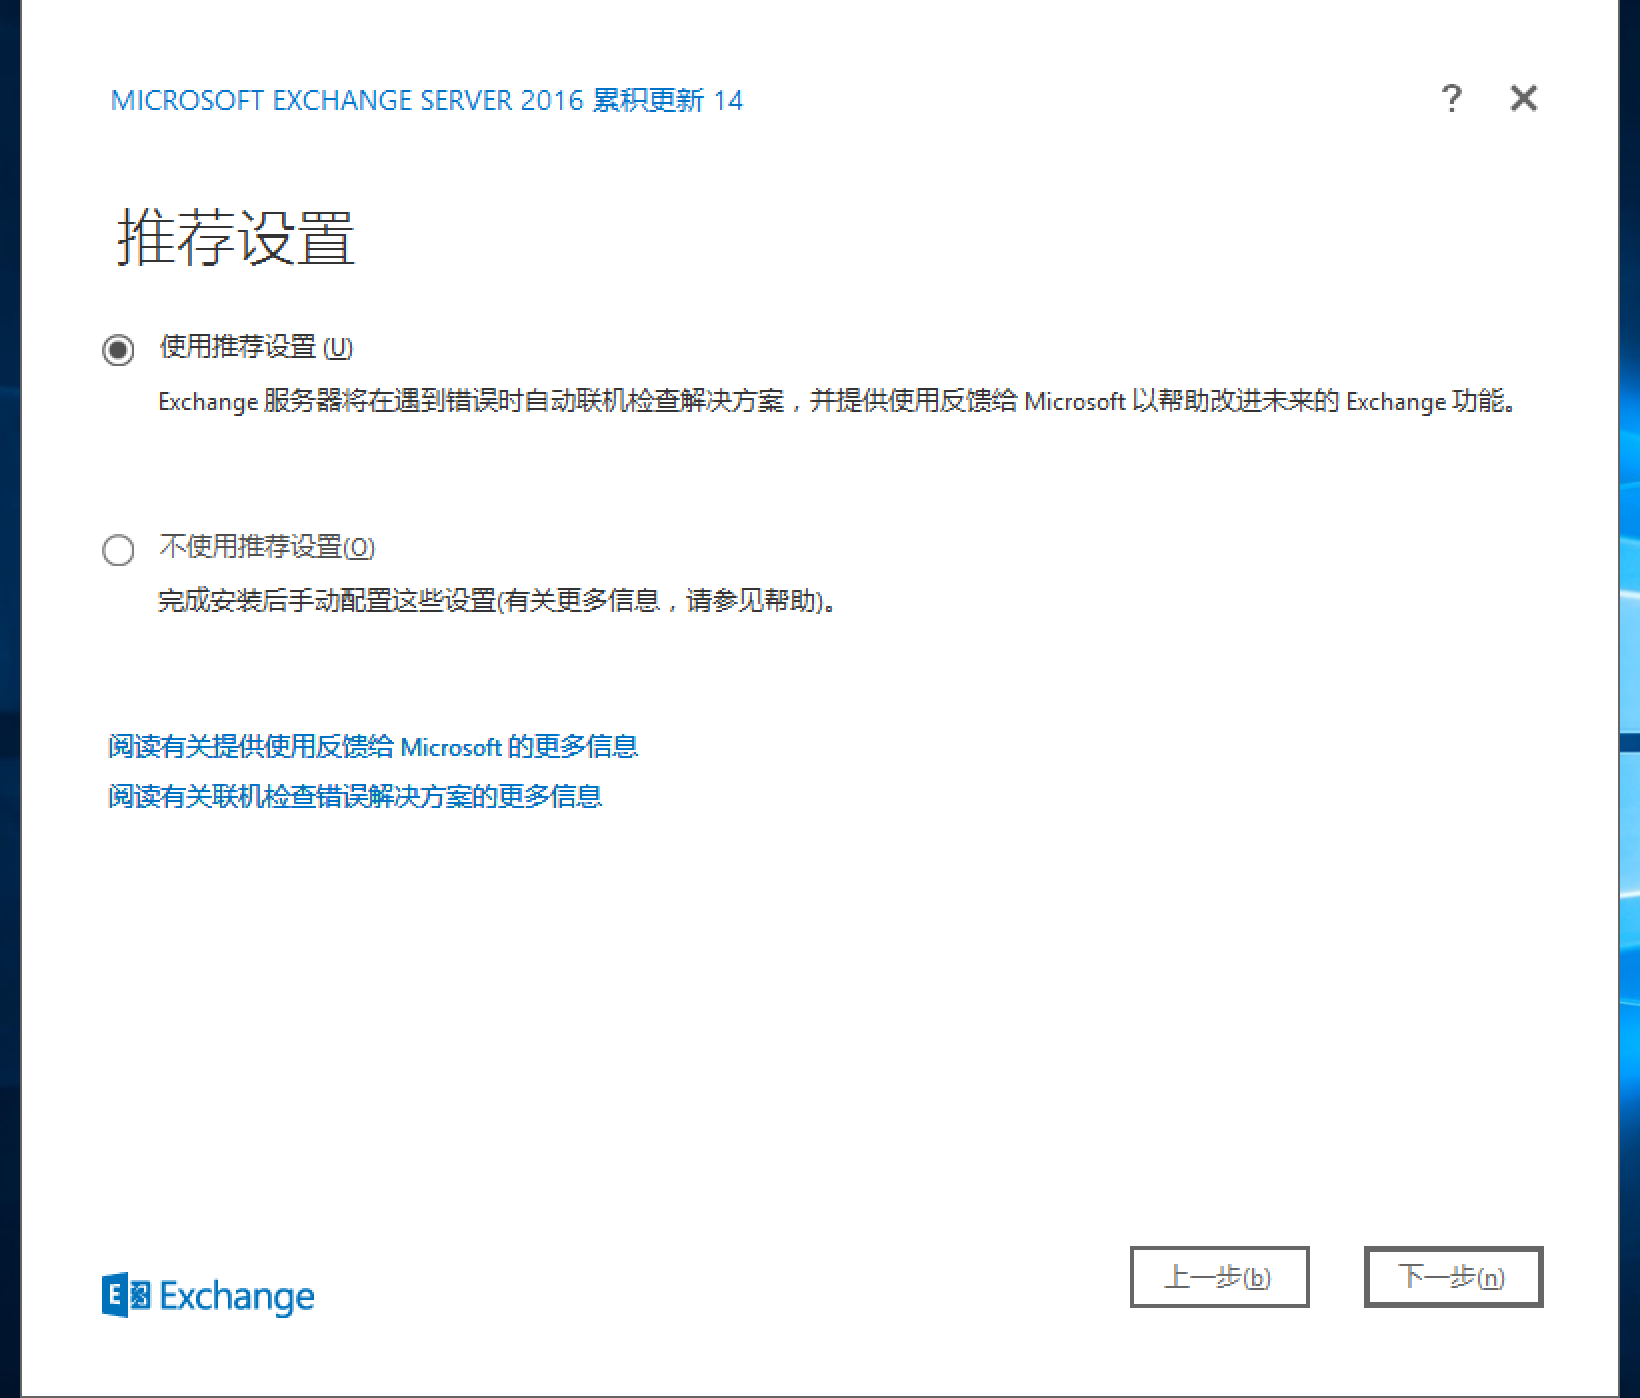 MICROSOFT EXCHANGE SERVER 2016 累积更新 14
?
推荐设置
使用推荐设置 (U)
Exchange 服务器将在遇到错误时自动联机检查解决方案，并提供使用反馈给 Microsoft 以帮助改进未来的 Exchange 功能。
不使用推荐设置(O)
完成安装后手动配置这些设置(有关更多信息，请参见帮助)。
阅读有关提供使用反馈给 Microsoft 的更多信息
阅读有关联机检查错误解决方案的更多信息
Exchange
上一步(b)
下一步(n)